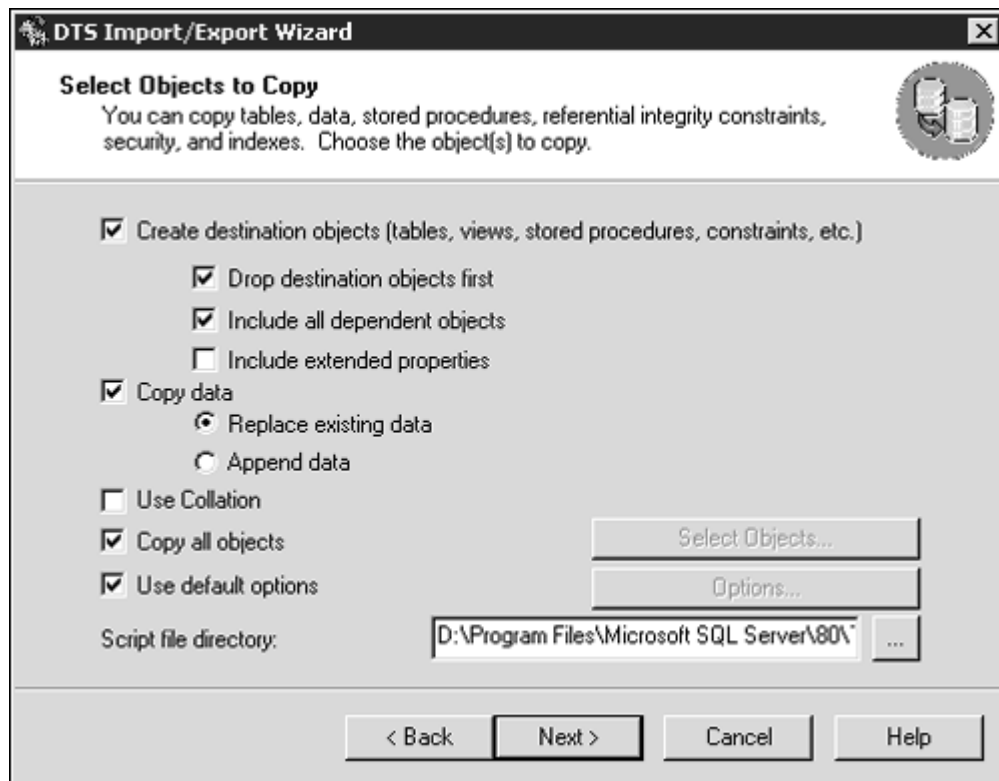 DTS Import/Export Wizard
Select Objects to Copy
You can copy tables, data, stored procedures, referential integrity constraints,
security, and indexes. Choose the object(s) to copy.
Create destination objects (tables, views, stored procedures, constraints, etc.)
Drop destination objects first
Include all dependent objects
Include extended properties
Copy data
Replace existing data
Append data
Use Collation
Copy all objects
Select Objects...
Use default options
Options...
Script file directory:
D:\Program Files\Microsoft SQL Server\80\
...
< Back
Next >
Cancel
Help